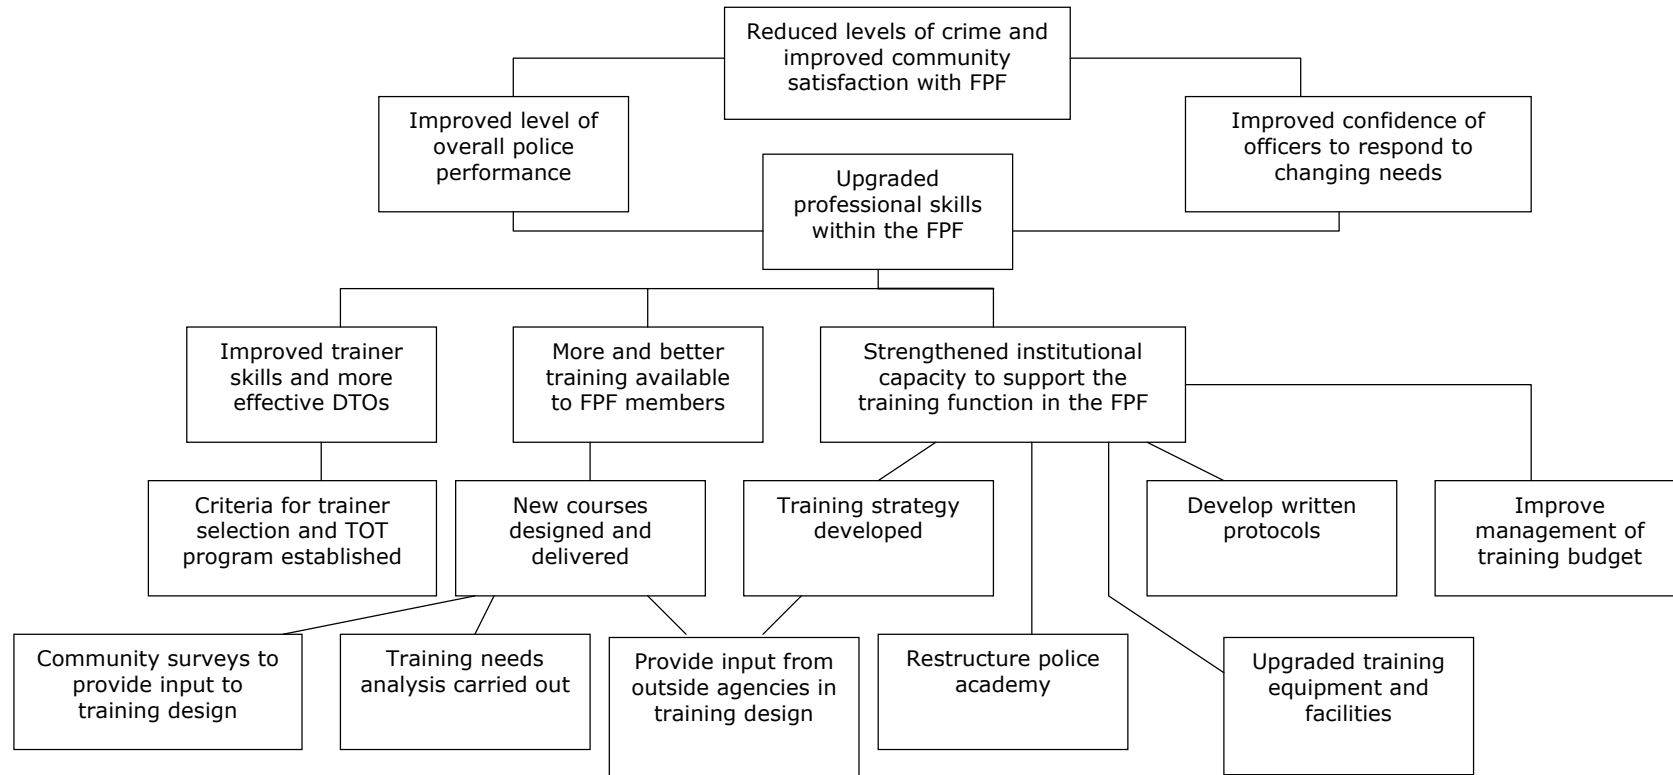 Reduced levels of crime and
improved community
satisfaction with FPF
Improved level of
overall police
performance
Improved confidence of
officers to respond to
changing needs
Upgraded
professional skills
within the FPF
Improved trainer
skills and more
effective DTOs
More and better
training available
to FPF members
Strengthened institutional
capacity to support the
training function in the FPF
Criteria for trainer
selection and TOT
program established
New courses
designed and
delivered
Training strategy
developed
Develop written
protocols
Improve
management of
training budget
Community surveys to
provide input to
training design
Training needs
analysis carried out
Provide input from
outside agencies in
training design
Restructure police
academy
Upgraded training
equipment and
facilities